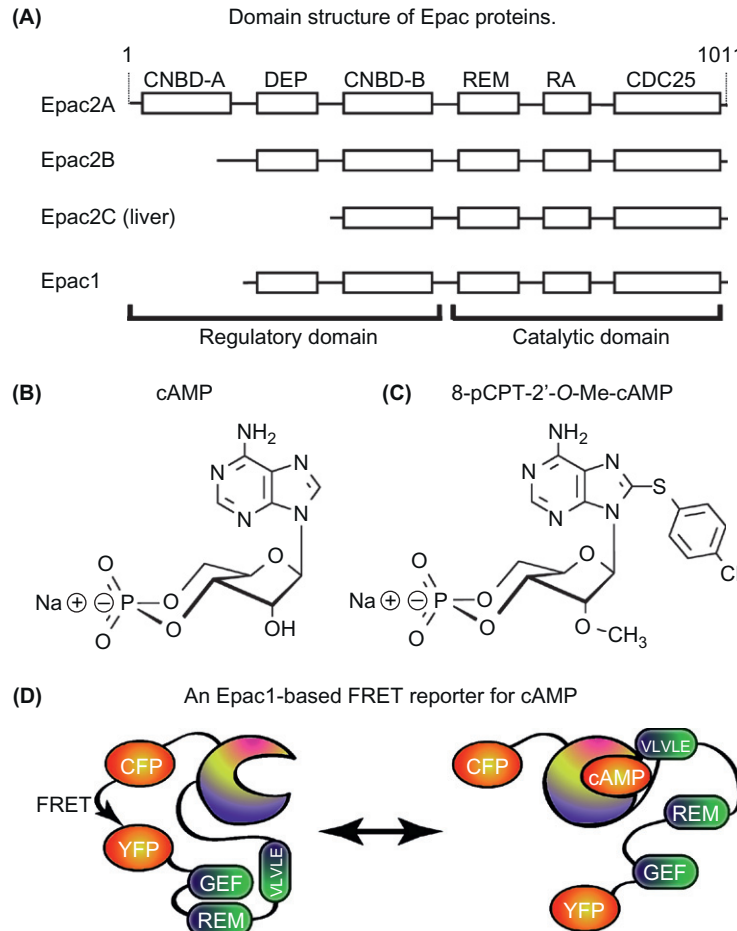 (A) Domain structure of Epac proteins.
1 1011
CNBD-A DEP CNBD-B REM RA CDC25
Epac2A
Epac2B
Epac2C (liver)
Epac1
Regulatory domain Catalytic domain
(B) cAMP (C) 8-pCPT-2'-O-Me-cAMP
NH2 NH2
N N N N S
N N N N
Cl
O O O O
Na + − P O Na + − P O
O O O O
OH O CH3
(D) An Epac1-based FRET reporter for cAMP
CFP CFP cAMP VLVLE
FRET REM
YFP VLVLE
GEF GEF
REM YFP